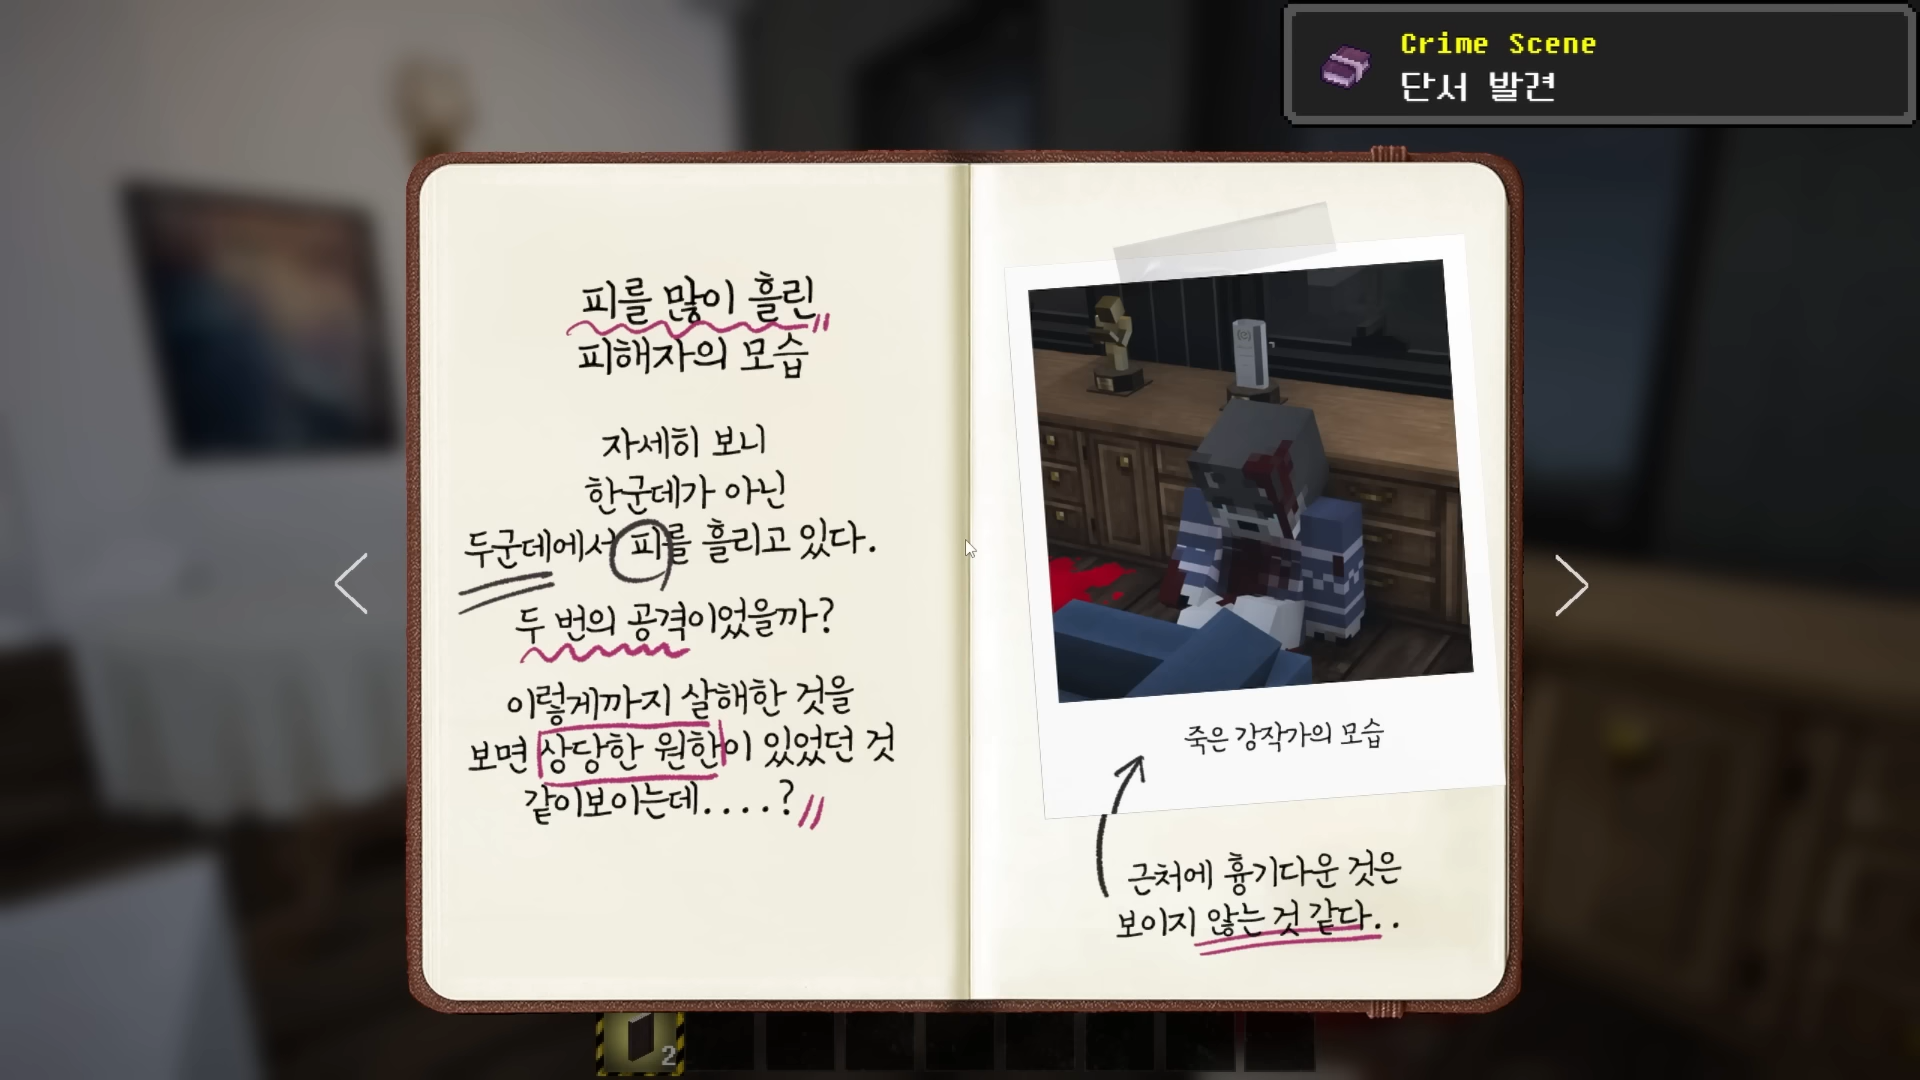 Crime Scene
단서 발견
피를 많이 흘린
피해자의 모습
자세히 보니
한군데가 아닌
두군데에서 피를 흘리고 있다.
두 번의 공격이었을까?
이렇게까지 살해한 것을
보면 상당한 원한이 있었던 것
같이보이는데....?
죽은 강작가의 모습
근처에 흉기다운 것은
보이지 않는 것 같다..
2